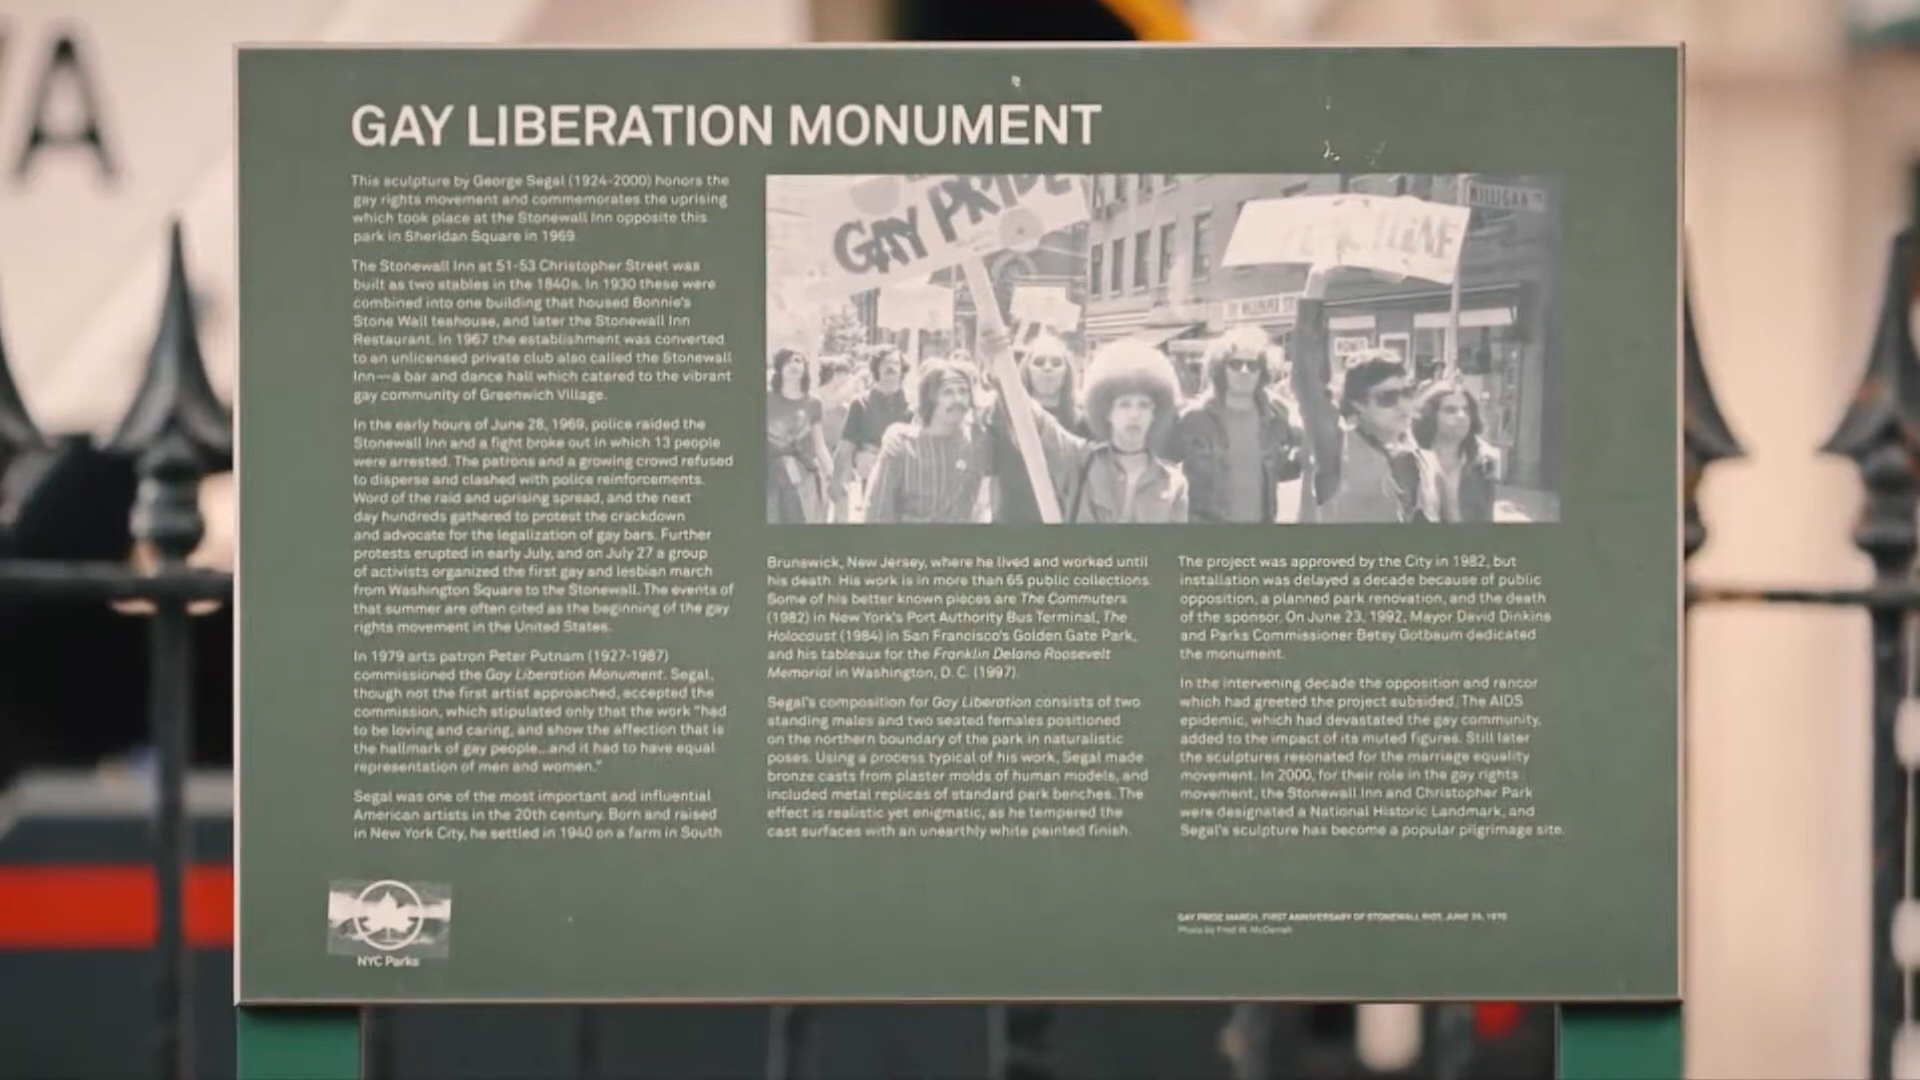 GAY LIBERATION MONUMENT
This sculpture by George Segal (1924-2000) honors the
gay rights movement and commemorates the uprising
which took place at the Stonewall Inn opposite this
park in Sheridan Square in 1969.
The Stonewall Inn at 51-53 Christopher Street was
built as two stables in the 1840s. In 1930 these were
combined into one building that housed Bonnie's
Stone Wall teahouse, and later the Stonewall Inn
Restaurant. In 1967 the establishment was converted
to an unlicensed private club also called the Stonewall
Inn—a bar and dance hall which catered to the vibrant
gay community of Greenwich Village.
In the early hours of June 28, 1969, police raided the
Stonewall Inn and a fight broke out in which 13 people
were arrested. The patrons and a growing crowd refused
to disperse and clashed with police reinforcements.
Word of the raid and uprising spread, and the next
day hundreds gathered to protest the crackdown
and advocate for the legalization of gay bars. Further
protests erupted in early July, and on July 27 a group
of activists organized the first gay and lesbian march
from Washington Square to the Stonewall. The events of
that summer are often cited as the beginning of the gay
rights movement in the United States.
In 1979 arts patron Peter Putnam (1927-1987)
commissioned the Gay Liberation Monument. Segal,
though not the first artist approached, accepted the
commission, which stipulated only that the work "had
to be loving and caring, and show the affection that is
the hallmark of gay people...and it had to have equal
representation of men and women."
Segal was one of the most important and influential
American artists in the 20th century. Born and raised
in New York City, he settled in 1940 on a farm in South
GAY PRIDE
MILLIGAN
Brunswick, New Jersey, where he lived and worked until
his death. His work is in more than 65 public collections.
Some of his better known pieces are The Commuters
(1982) in New York's Port Authority Bus Terminal, The
Holocaust (1984) in San Francisco's Golden Gate Park,
and his tableaux for the Franklin Delano Roosevelt
Memorial in Washington, D. C. (1997).
Segal's composition for Gay Liberation consists of two
standing males and two seated females positioned
on the northern boundary of the park in naturalistic
poses. Using a process typical of his work, Segal made
bronze casts from plaster molds of human models, and
included metal replicas of standard park benches. The
effect is realistic yet enigmatic, as he tempered the
cast surfaces with an unearthly white painted finish.
The project was approved by the City in 1982, but
installation was delayed a decade because of public
opposition, a planned park renovation, and the death
of the sponsor. On June 23, 1992, Mayor David Dinkins
and Parks Commissioner Betsy Gotbaum dedicated
the monument.
In the intervening decade the opposition and rancor
which had greeted the project subsided. The AIDS
epidemic, which had devastated the gay community,
added to the impact of its muted figures. Still later
the sculptures resonated for the marriage equality
movement. In 2000, for their role in the gay rights
movement, the Stonewall Inn and Christopher Park
were designated a National Historic Landmark, and
Segal's sculpture has become a popular pilgrimage site.
GAY PRIDE MARCH, FIRST ANNIVERSARY OF STONEWALL RIOT, JUNE 28, 1970
Photo by Fred W. McDarrah
NYC Parks